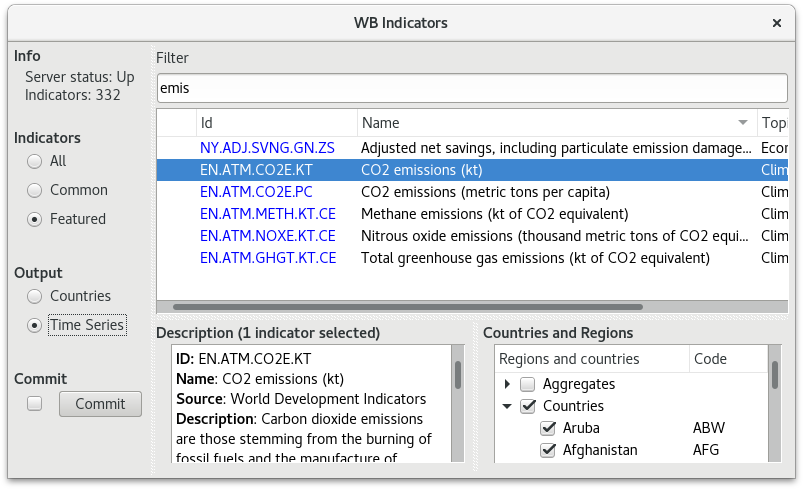 WB Indicators
Info
Server status: Up
Indicators: 332
Indicators
All
Common
Featured
Output
Countries
Time Series
Commit
Commit
Filter
emis
Id Name Topi
NY.ADJ.SVNG.GN.ZS Adjusted net savings, including particulate emission damage... Econ
EN.ATM.CO2E.KT CO2 emissions (kt) Clim
EN.ATM.CO2E.PC CO2 emissions (metric tons per capita) Clim
EN.ATM.METH.KT.CE Methane emissions (kt of CO2 equivalent) Clim
EN.ATM.NOXE.KT.CE Nitrous oxide emissions (thousand metric tons of CO2 equi... Clim
EN.ATM.GHGT.KT.CE Total greenhouse gas emissions (kt of CO2 equivalent) Clim
Description (1 indicator selected)
ID: EN.ATM.CO2E.KT
Name: CO2 emissions (kt)
Source: World Development Indicators
Description: Carbon dioxide emissions
are those stemming from the burning of
fossil fuels and the manufacture of
Countries and Regions
Regions and countries Code
Aggregates
Countries
Aruba ABW
Afghanistan AFG